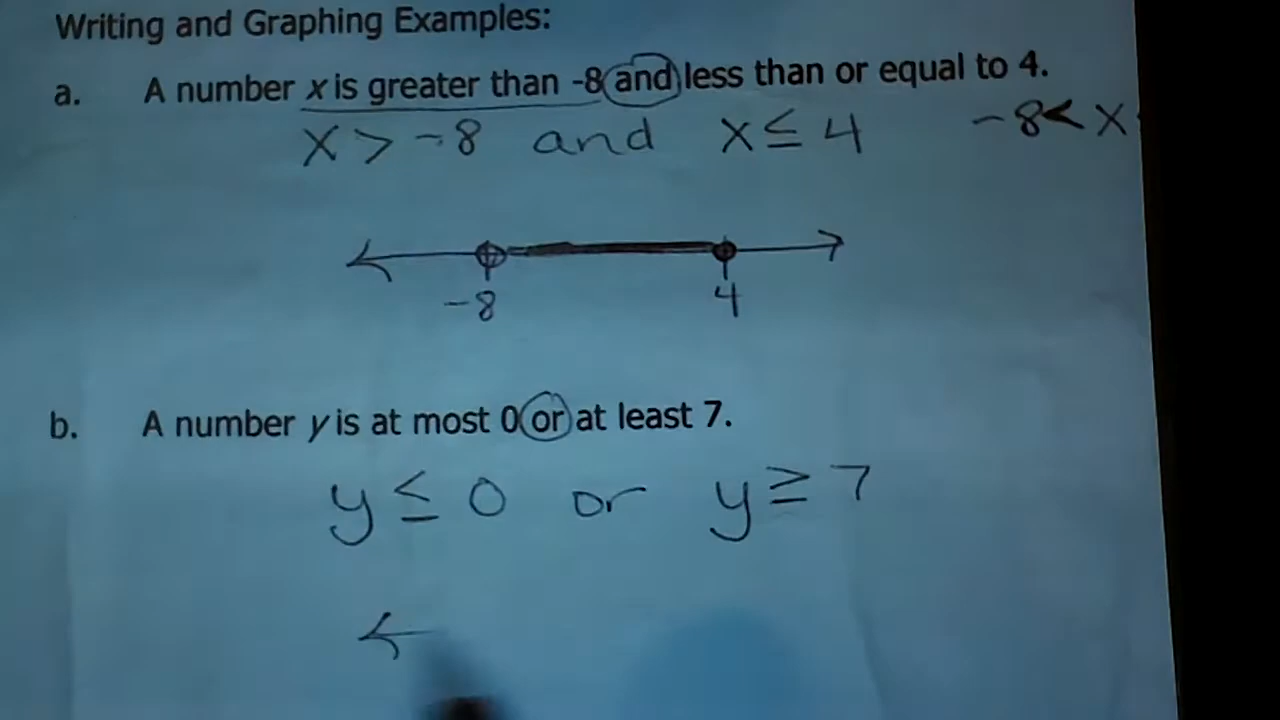 Writing and Graphing Examples:
a. A number x is greater than -8 and less than or equal to 4.
x > -8 and x ≤ 4 -8 < x
-8 4
b. A number y is at most 0 or at least 7.
y ≤ 0 or y ≥ 7